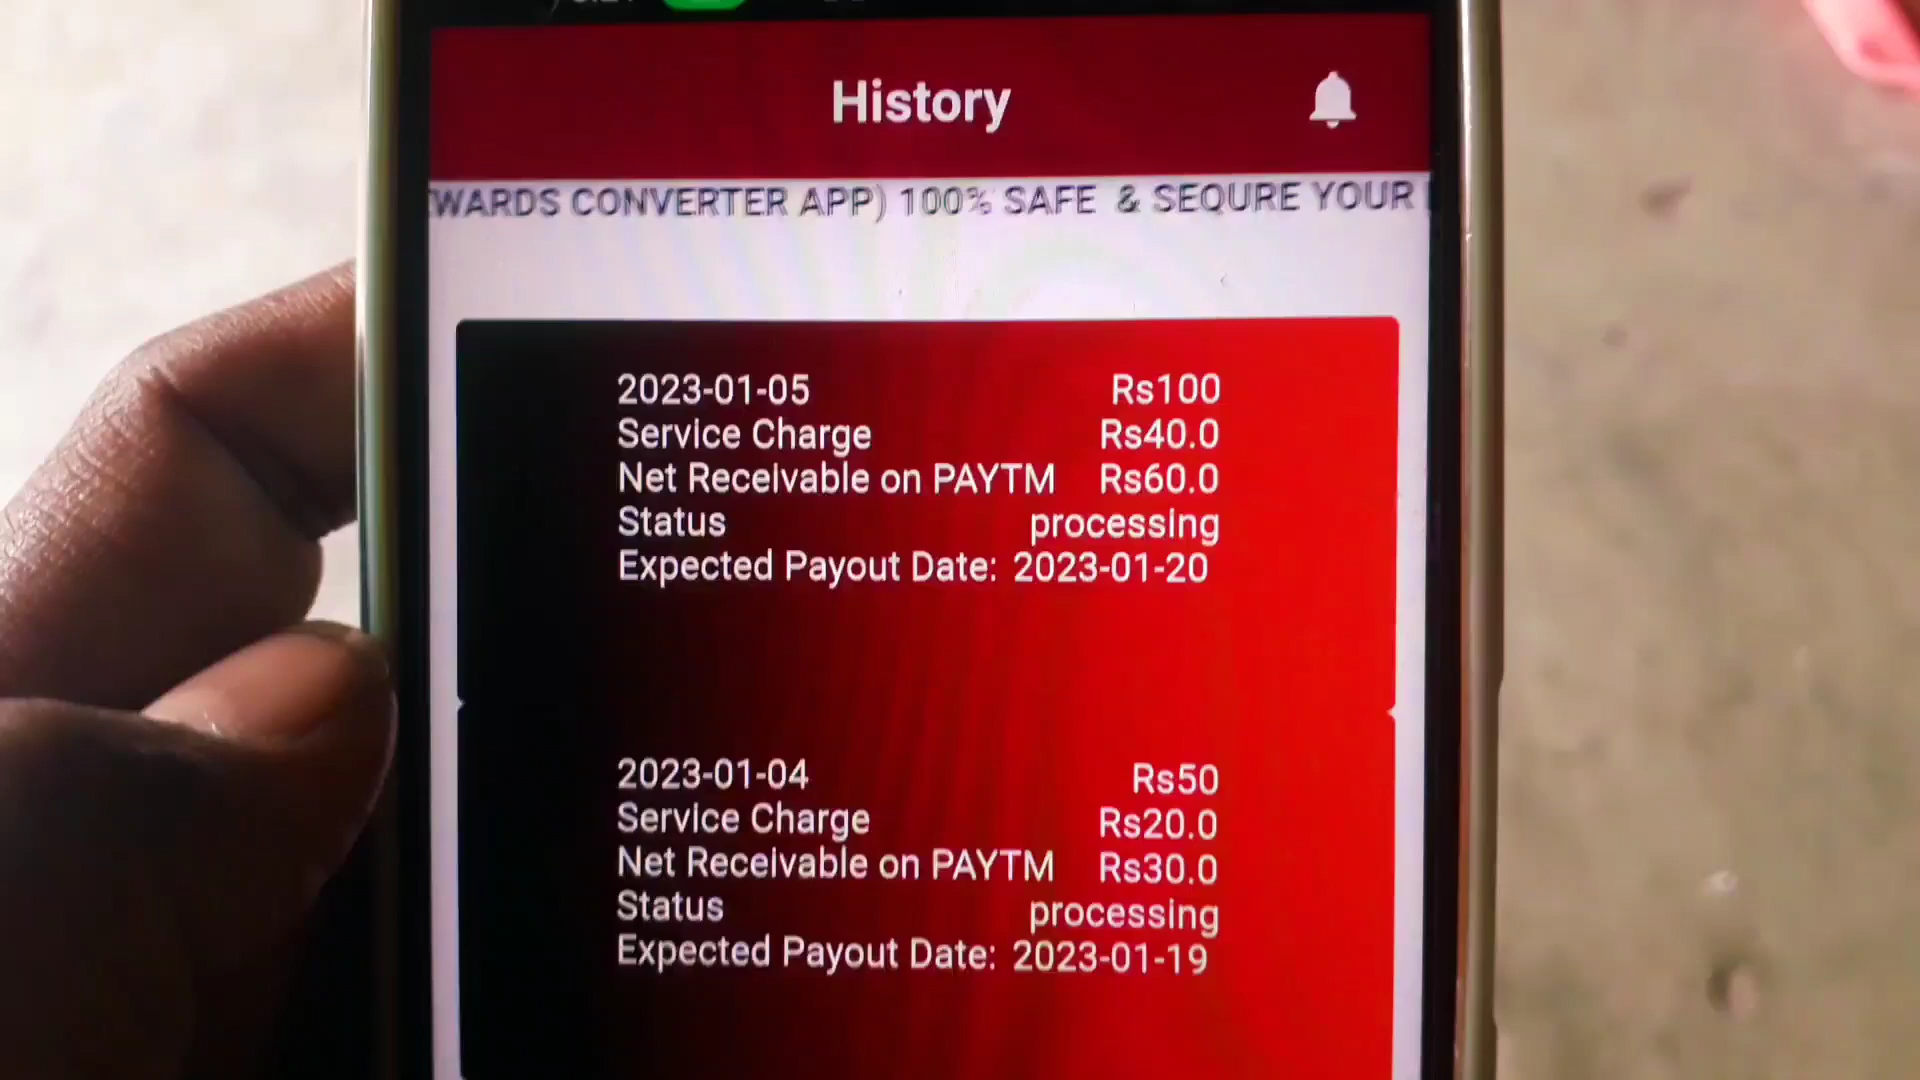 History
WARDS CONVERTER APP) 100% SAFE & SEQURE YOUR
2023-01-05 Rs100
Service Charge Rs40.0
Net Receivable on PAYTM Rs60.0
Status processing
Expected Payout Date: 2023-01-20
2023-01-04 Rs50
Service Charge Rs20.0
Net Receivable on PAYTM Rs30.0
Status processing
Expected Payout Date: 2023-01-19